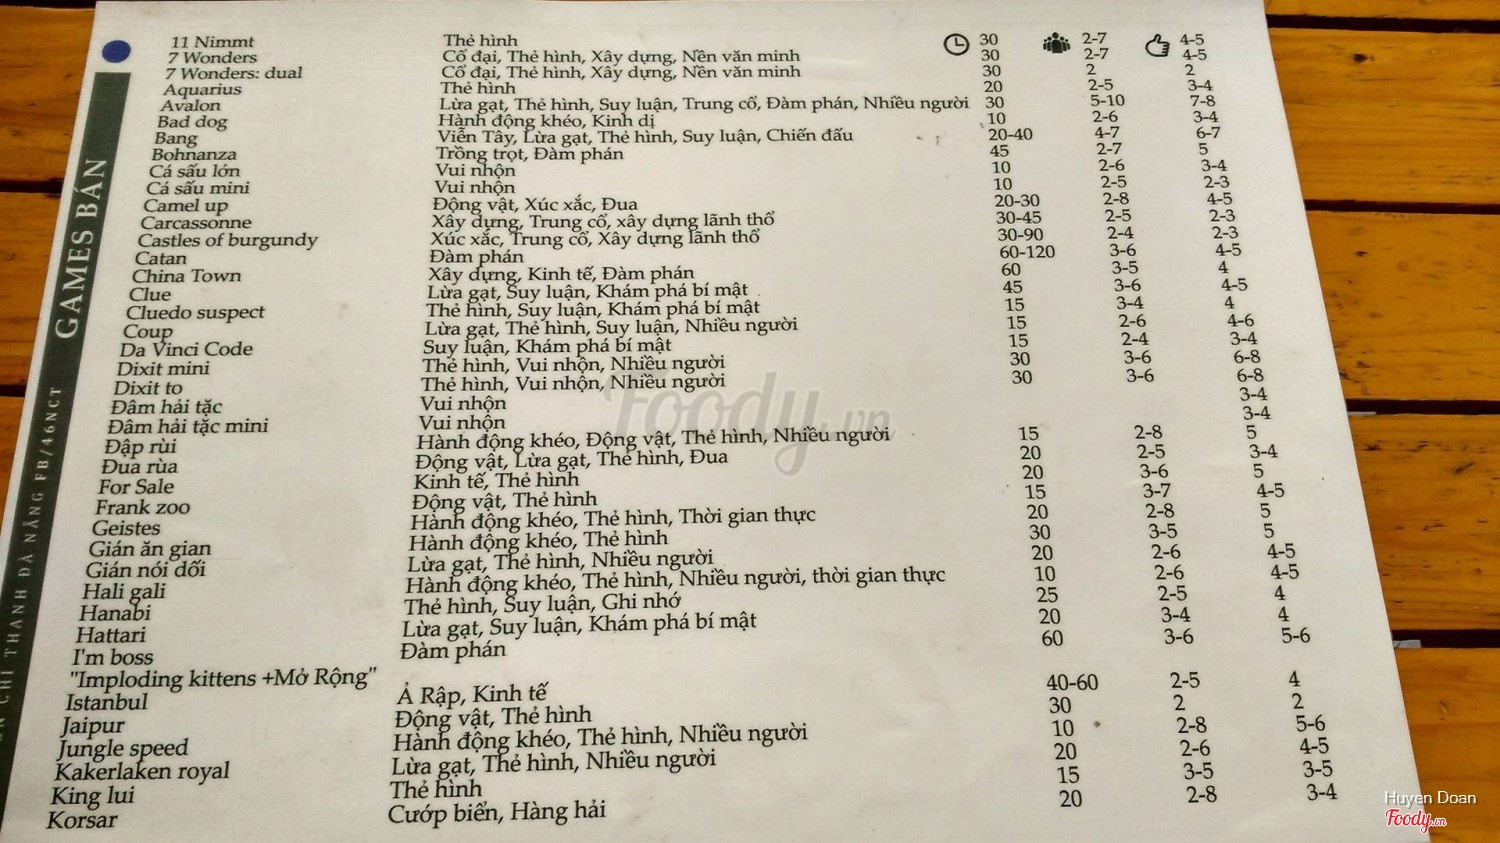 11 Nimmt Thẻ hình 30 2-7 4-5
7 Wonders Cổ đại, Thẻ hình, Xây dựng, Nền văn minh 30 2-7 4-5
7 Wonders: dual Cổ đại, Thẻ hình, Xây dựng, Nền văn minh 30 2 2
Aquarius Thẻ hình 20 2-5 3-4
Avalon Lừa gạt, Thẻ hình, Suy luận, Trung cổ, Đàm phán, Nhiều người 30 5-10 7-8
Bad dog Hành động khéo, Kinh dị 10 2-6 3-4
Bang Viễn Tây, Lừa gạt, Thẻ hình, Suy luận, Chiến đấu 20-40 4-7 6-7
Bohnanza Trồng trọt, Đàm phán 45 2-7 5
Cá sấu lớn Vui nhộn 10 2-6 3-4
Cá sấu mini Vui nhộn 10 2-5 2-3
Camel up Động vật, Xúc xắc, Đua 20-30 2-8 4-5
Carcassonne Xây dựng, Trung cổ, xây dựng lãnh thổ 30-45 2-5 2-3
Castles of burgundy Xúc xắc, Trung cổ, Xây dựng lãnh thổ 30-90 2-4 2-3
Catan Đàm phán 60-120 3-6 4-5
China Town Xây dựng, Kinh tế, Đàm phán 60 3-5 4
Clue Lừa gạt, Suy luận, Khám phá bí mật 45 3-6 4-5
Cluedo suspect Thẻ hình, Suy luận, Khám phá bí mật 15 3-4 4
Coup Lừa gạt, Thẻ hình, Suy luận, Nhiều người 15 2-6 4-6
Da Vinci Code Suy luận, Khám phá bí mật 15 2-4 3-4
Dixit mini Thẻ hình, Vui nhộn, Nhiều người 30 3-6 6-8
Dixit to Thẻ hình, Vui nhộn, Nhiều người 30 3-6 6-8
Đâm hải tặc Vui nhộn 3-4
Đâm hải tặc mini Vui nhộn 3-4
Đập rùi Hành động khéo, Động vật, Thẻ hình, Nhiều người 15 2-8 5
Đua rùa Động vật, Lừa gạt, Thẻ hình, Đua 20 2-5 3-4
For Sale Kinh tế, Thẻ hình 20 3-6 5
Frank zoo Động vật, Thẻ hình 15 3-7 4-5
Geistes Hành động khéo, Thẻ hình, Thời gian thực 20 2-8 5
Gián ăn gian Hành động khéo, Thẻ hình 30 3-5 5
Gián nói dối Lừa gạt, Thẻ hình, Nhiều người 20 2-6 4-5
Hali gali Hành động khéo, Thẻ hình, Nhiều người, thời gian thực 10 2-6 4-5
Hanabi Thẻ hình, Suy luận, Ghi nhớ 25 2-5 4
Hattari Lừa gạt, Suy luận, Khám phá bí mật 20 3-4 4
I'm boss Đàm phán 60 3-6 5-6
"Imploding kittens +Mở Rộng"
Istanbul Ả Rập, Kinh tế 40-60 2-5 4
Jaipur Động vật, Thẻ hình 30 2 2
Jungle speed Hành động khéo, Thẻ hình, Nhiều người 10 2-8 5-6
Kakerlaken royal Lừa gạt, Thẻ hình, Nhiều người 20 2-6 4-5
King lui Thẻ hình 15 3-5 3-5
Korsar Cướp biển, Hàng hải 20 2-8 3-4
GAMES BÁN
CHÍ THANH ĐÀ NẴNG FB/46NCT
Foody.vn
Huyen Doan
Foody.vn